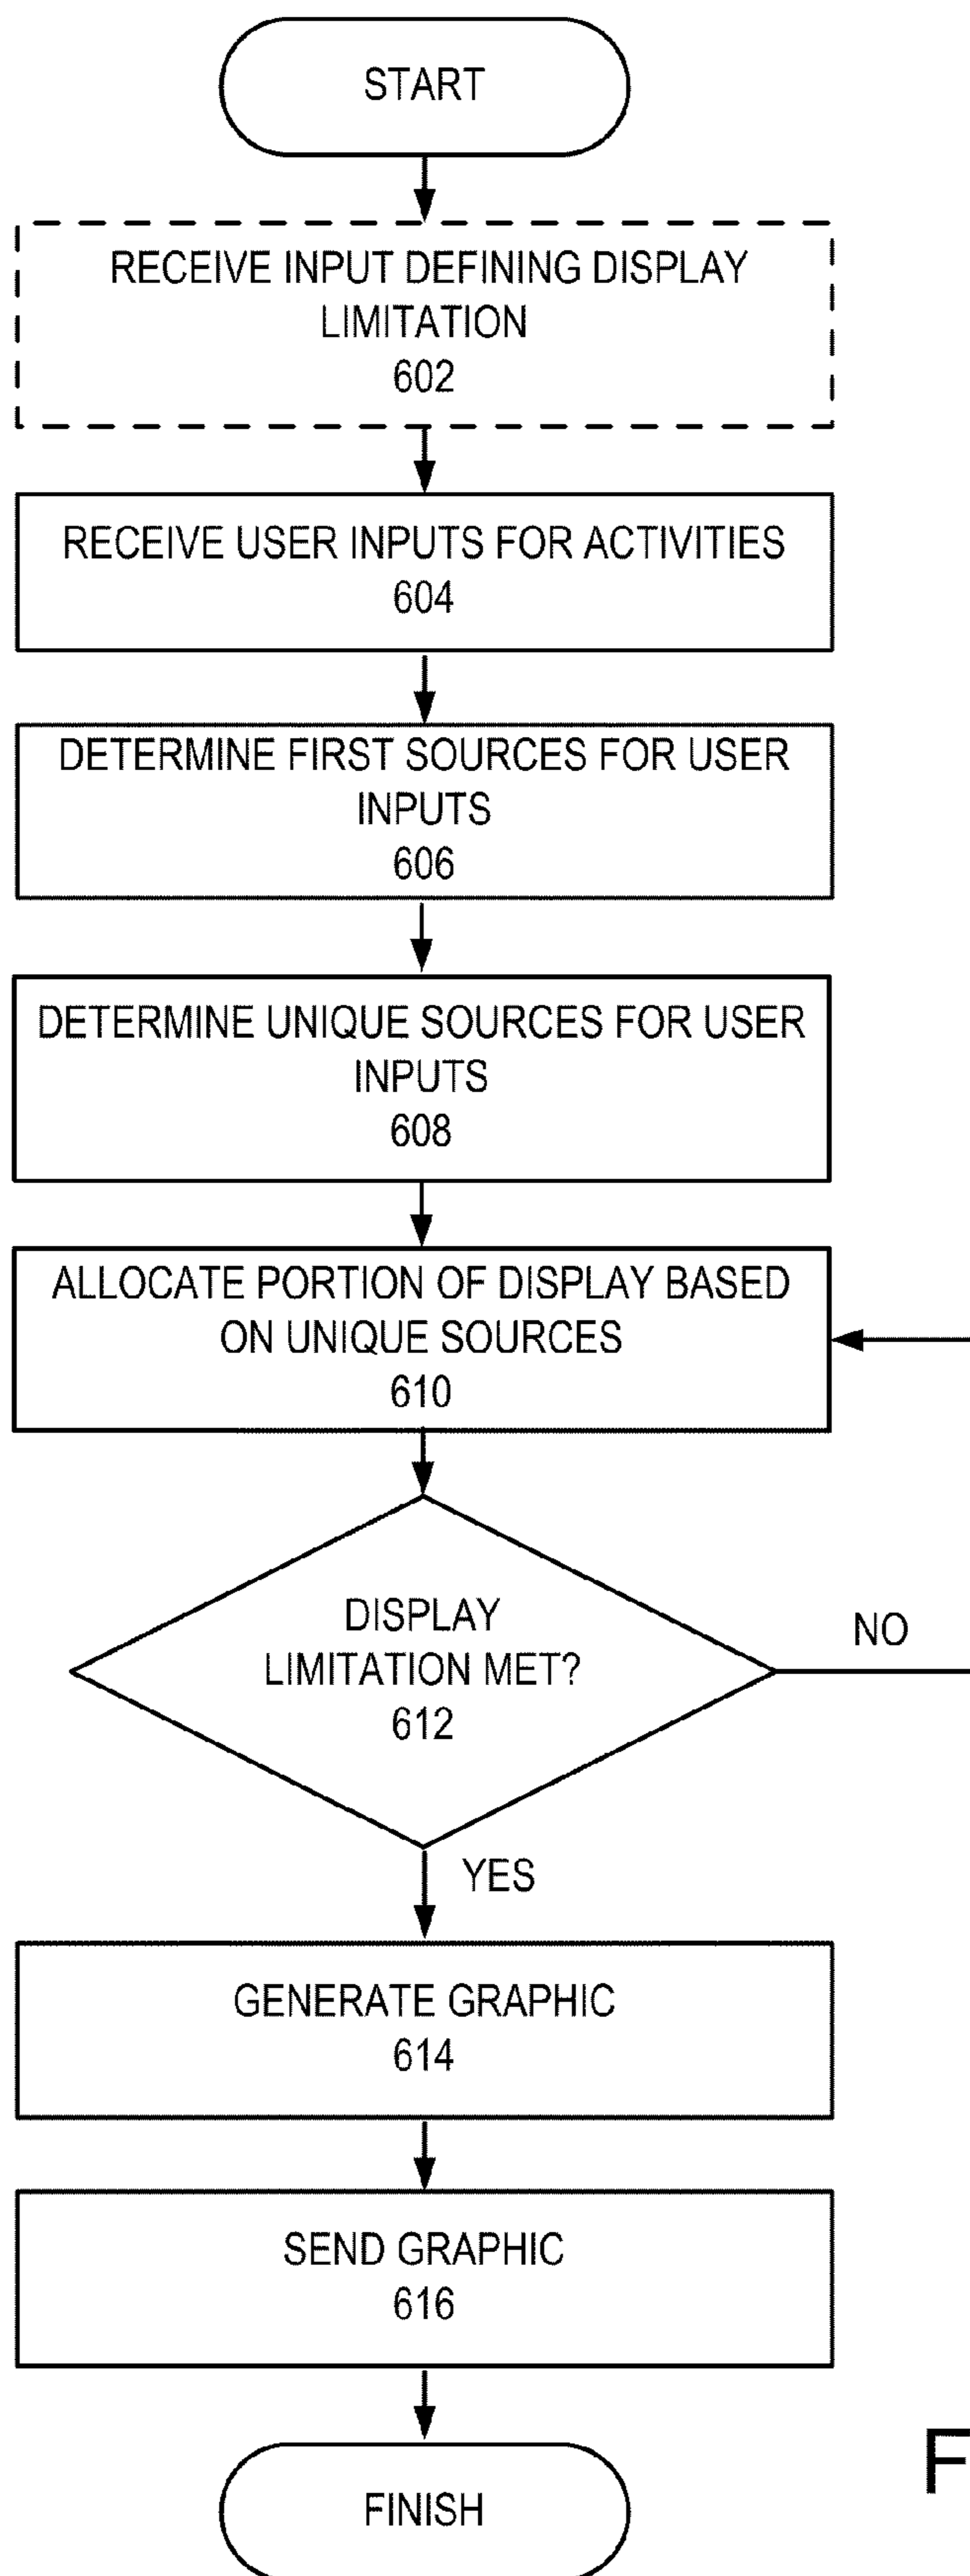 START
RECEIVE INPUT DEFINING DISPLAY
LIMITATION
602
RECEIVE USER INPUTS FOR ACTIVITIES
604
DETERMINE FIRST SOURCES FOR USER
INPUTS
606
DETERMINE UNIQUE SOURCES FOR USER
INPUTS
608
ALLOCATE PORTION OF DISPLAY BASED
ON UNIQUE SOURCES
610
DISPLAY
LIMITATION MET?
612
NO
YES
GENERATE GRAPHIC
614
SEND GRAPHIC
616
F
FINISH